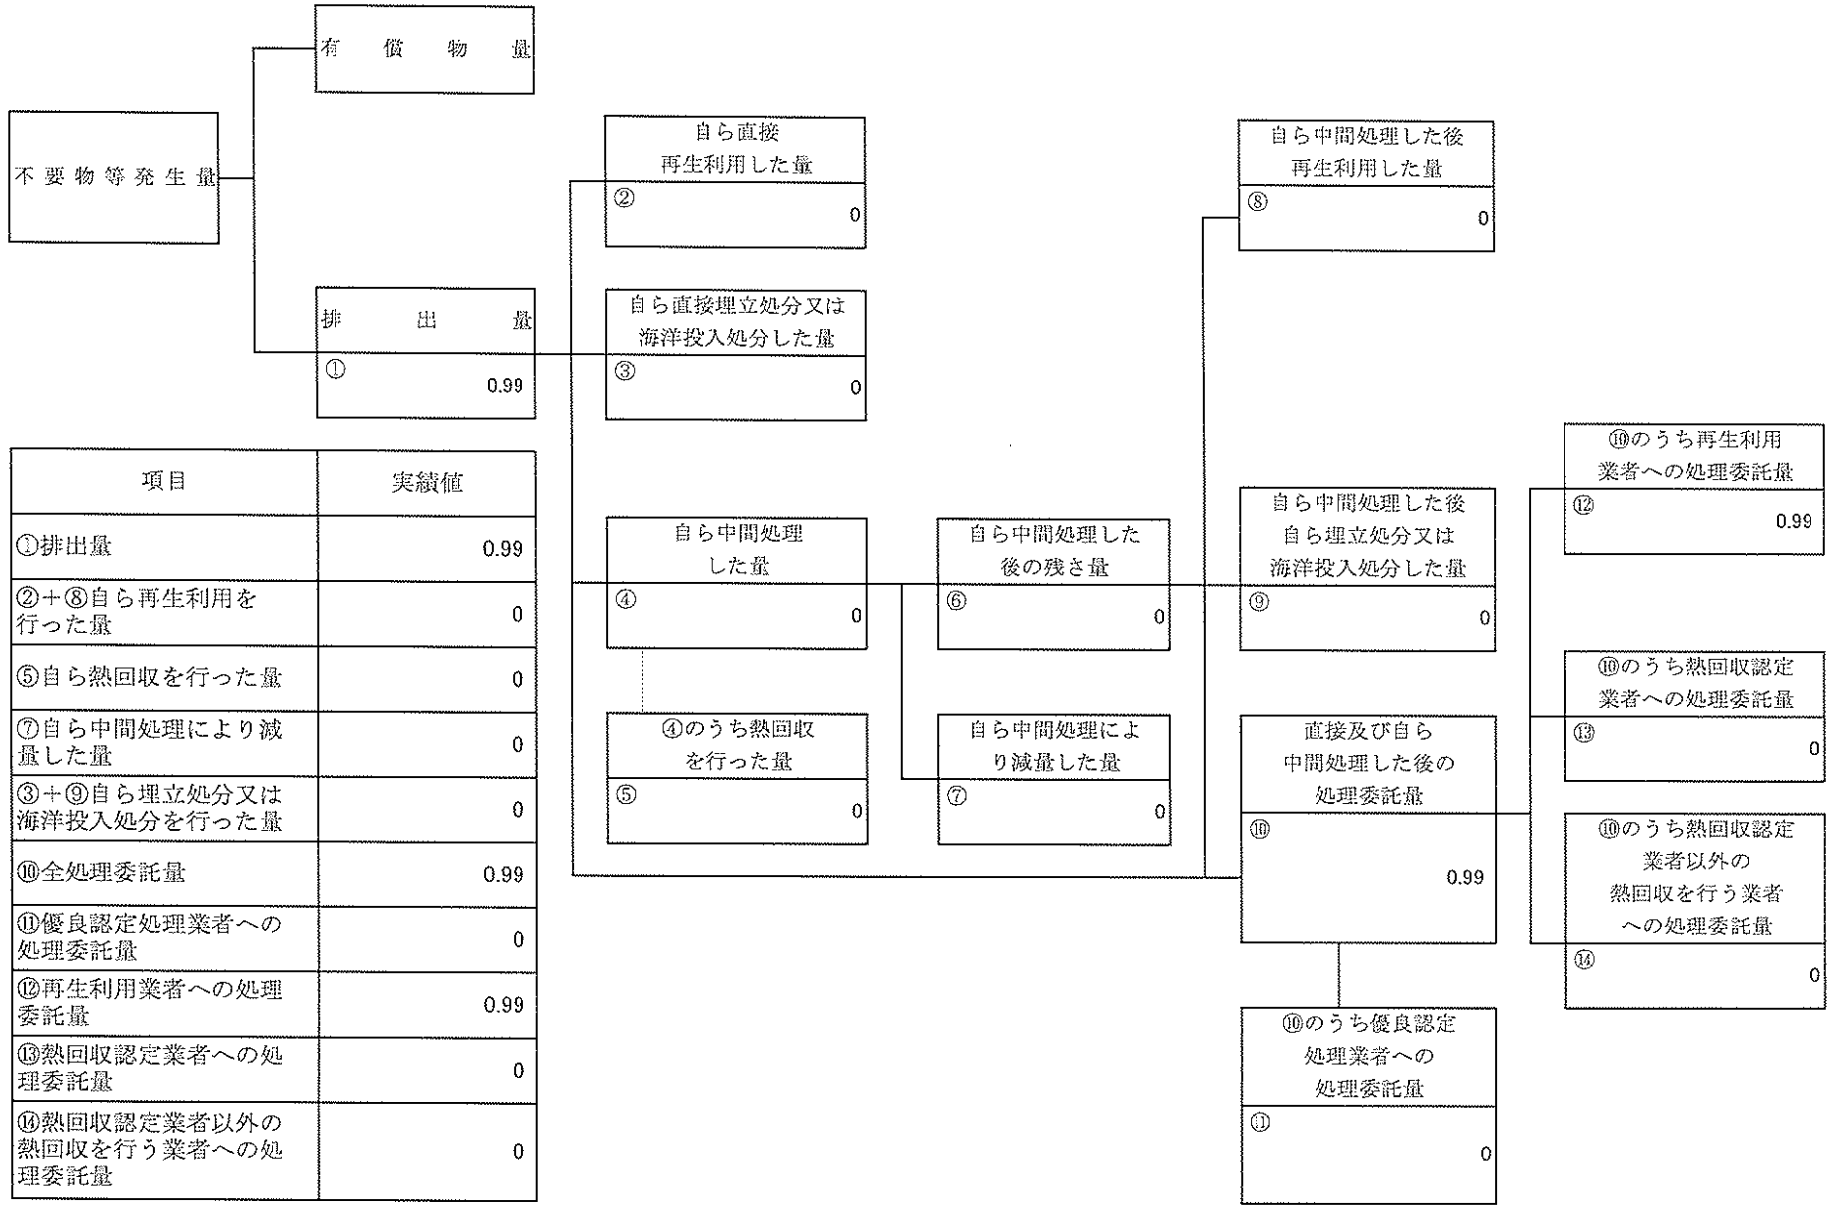 有償物量
不要物等発生量
排出量
①
0.99
自ら直接
再生利用した量
②
0
自ら直接埋立処分又は
海洋投入処分した量
③
0
自ら中間処理
した量
④
0
④のうち熱回収
を行った量
⑤
0
自ら中間処理した
後の残さ量
⑥
0
自ら中間処理によ
り減量した量
⑦
0
自ら中間処理した後
再生利用した量
⑧
0
自ら中間処理した後
自ら埋立処分又は
海洋投入処分した量
⑨
0
直接及び自ら
中間処理した後の
処理委託量
⑩
0.99
⑩のうち優良認定
処理業者への
処理委託量
⑪
0
⑩のうち再生利用
業者への処理委託量
⑫
0.99
⑩のうち熱回収認定
業者への処理委託量
⑬
0
⑩のうち熱回収認定
業者以外の
熱回収を行う業者
への処理委託量
⑭
0
項目 実績値
①排出量 0.99
②+⑧自ら再生利用を
行った量 0
⑤自ら熱回収を行った量 0
⑦自ら中間処理により減
量した量 0
③+⑨自ら埋立処分又は
海洋投入処分を行った量 0
⑩全処理委託量 0.99
⑪優良認定処理業者への
処理委託量 0
⑫再生利用業者への処理
委託量 0.99
⑬熱回収認定業者への処
理委託量 0
⑭熱回収認定業者以外の
熱回収を行う業者への処
理委託量 0